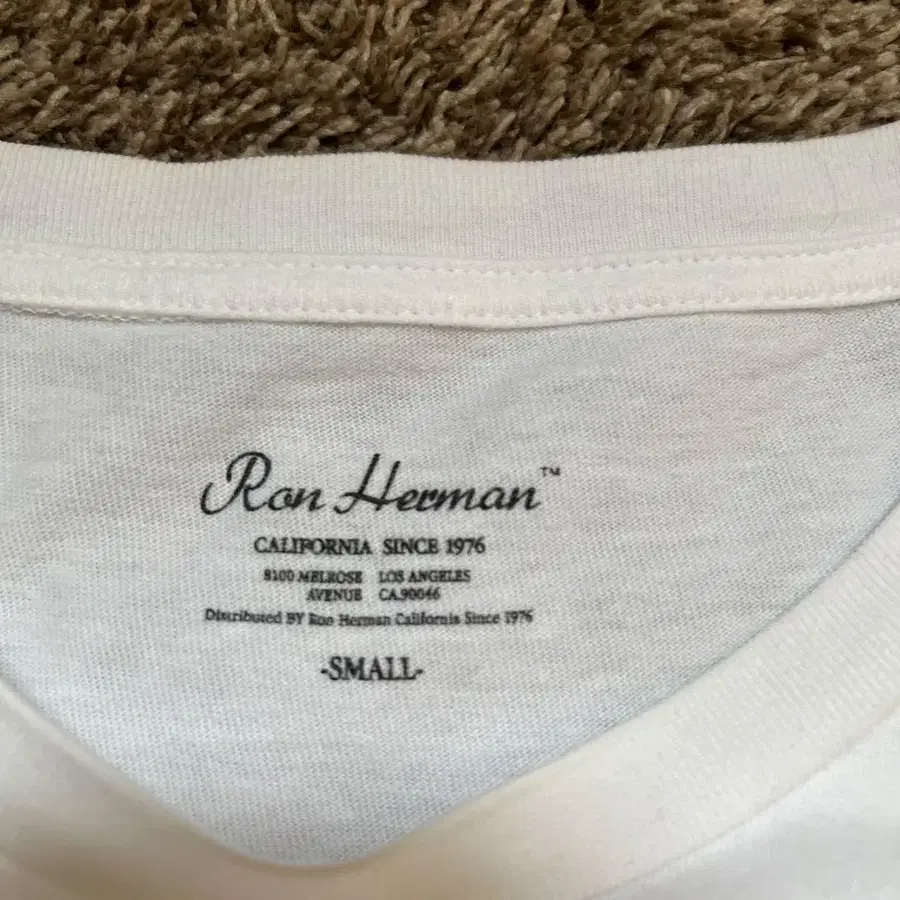 Ron Herman™
CALIFORNIA SINCE 1976
8100 MELROSE LOS ANGELES
AVENUE CA.90046
Distributed BY Ron Herman California Since 1976
-SMALL-